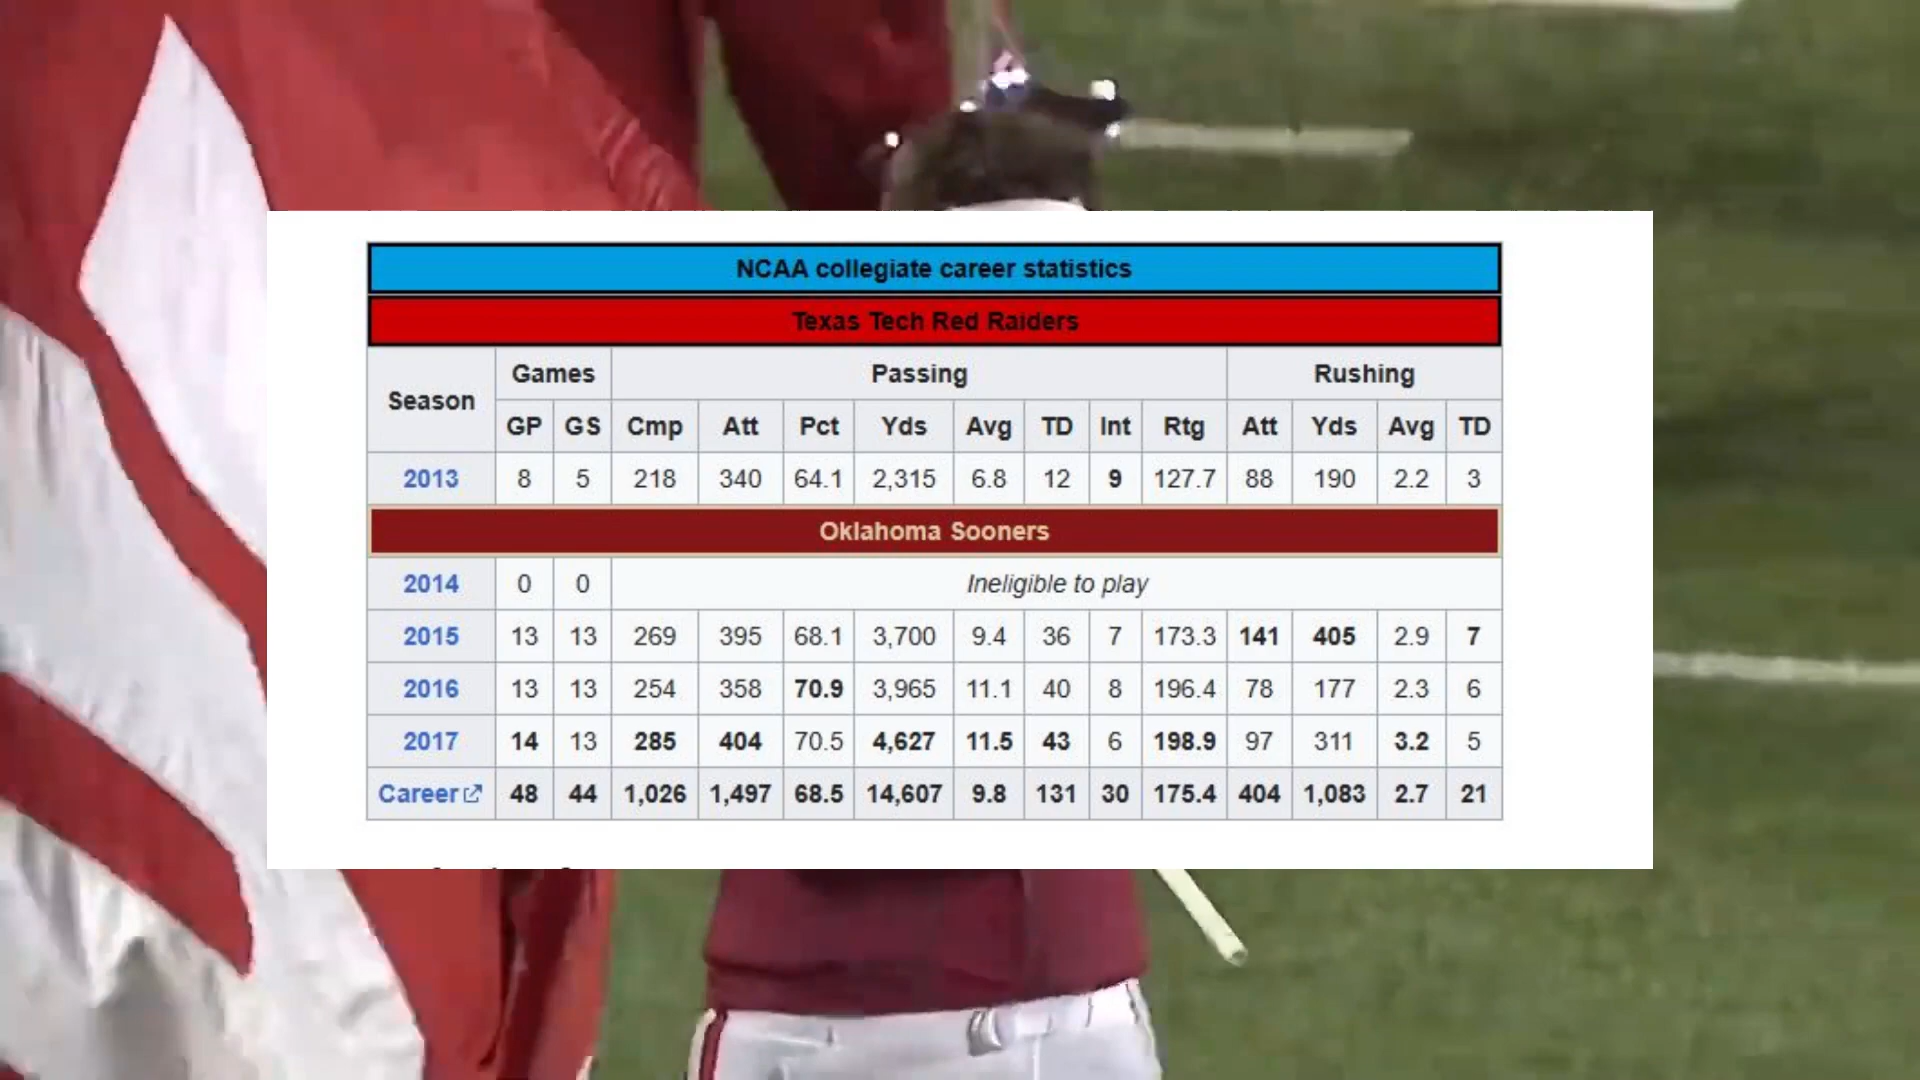 NCAA collegiate career statistics
Texas Tech Red Raiders
Season Games Passing Rushing
GP GS Cmp Att Pct Yds Avg TD Int Rtg Att Yds Avg TD
2013 8 5 218 340 64.1 2,315 6.8 12 9 127.7 88 190 2.2 3
Oklahoma Sooners
2014 0 0 Ineligible to play
2015 13 13 269 395 68.1 3,700 9.4 36 7 173.3 141 405 2.9 7
2016 13 13 254 358 70.9 3,965 11.1 40 8 196.4 78 177 2.3 6
2017 14 13 285 404 70.5 4,627 11.5 43 6 198.9 97 311 3.2 5
Career 48 44 1,026 1,497 68.5 14,607 9.8 131 30 175.4 404 1,083 2.7 21